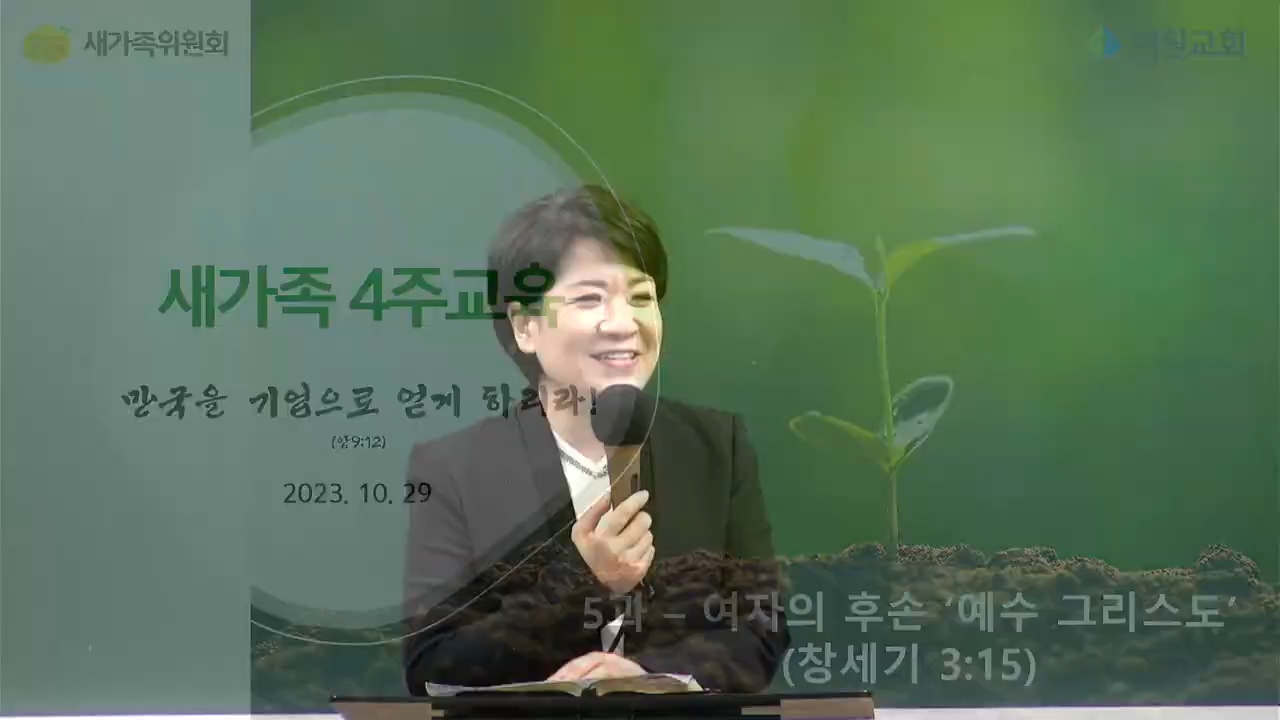 새가족위원회
새가족 4주교육
만국을 기업으로 얻게 하리라!
2023. 10. 29
5과 – 여자의 후손 ‘예수 그리스도’
(창세기 3:15)